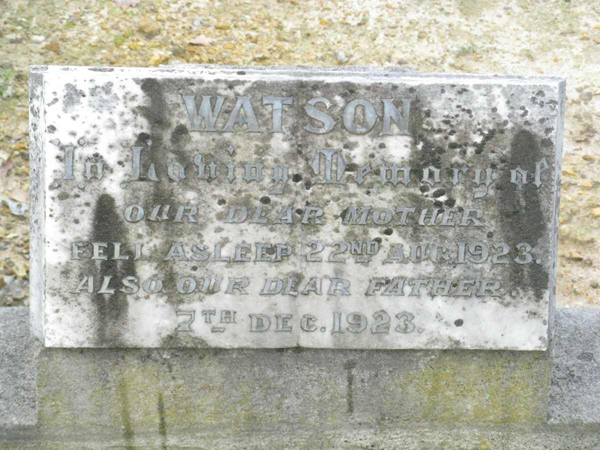 WATSON
In Loving Memory of
OUR DEAR MOTHER
FELL ASLEEP 22ND AUG. 1923.
ALSO OUR DEAR FATHER
7TH DEC. 1923.